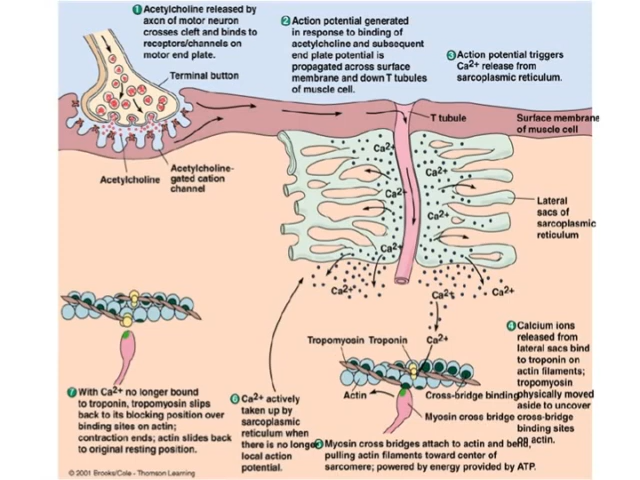 1 Acetylcholine released by
axon of motor neuron
crosses cleft and binds to
receptors/channels on
motor end plate.
Terminal button
2 Action potential generated
in response to binding of
acetylcholine and subsequent
end plate potential is
propagated across surface
membrane and down T tubules
of muscle cell.
3 Action potential triggers
Ca2+ release from
sarcoplasmic reticulum.
T tubule
Surface membrane
of muscle cell
Acetylcholine
Acetylcholine-
gated cation
channel
Ca2+
Ca2+
Ca2+
Ca2+
Ca2+
Lateral
sacs of
sarcoplasmic
reticulum
Ca2+
Ca2+
Ca2+
Tropomyosin Troponin
Ca2+
Actin
Cross-bridge binding
Myosin cross bridge
4 Calcium ions
released from
lateral sacs bind
to troponin on
actin filaments;
tropomyosin
physically moved
aside to uncover
cross-bridge
binding sites
on actin.
5 Myosin cross bridges attach to actin and bend,
pulling actin filaments toward center of
sarcomere; powered by energy provided by ATP.
6 Ca2+ actively
taken up by
sarcoplasmic
reticulum when
there is no longer
local action
potential.
7 With Ca2+ no longer bound
to troponin, tropomyosin slips
back to its blocking position over
binding sites on actin;
contraction ends; actin slides back
to original resting position.
© 2001 Brooks/Cole - Thomson Learning